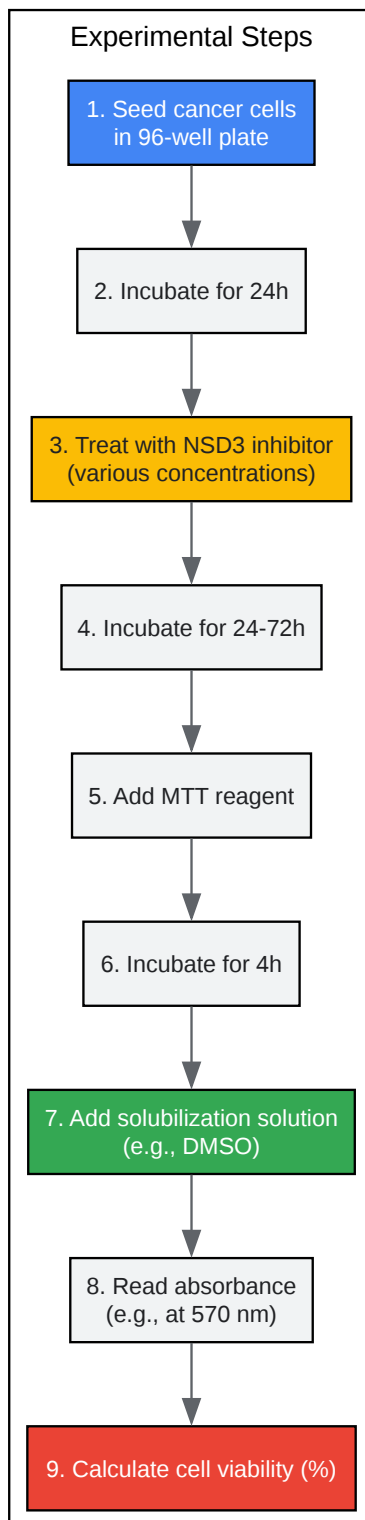 Experimental Steps
1. Seed cancer cells
in 96-well plate
2. Incubate for 24h
3. Treat with NSD3 inhibitor
(various concentrations)
4. Incubate for 24-72h
5. Add MTT reagent
6. Incubate for 4h
7. Add solubilization solution
(e.g., DMSO)
8. Read absorbance
(e.g., at 570 nm)
9. Calculate cell viability (%)